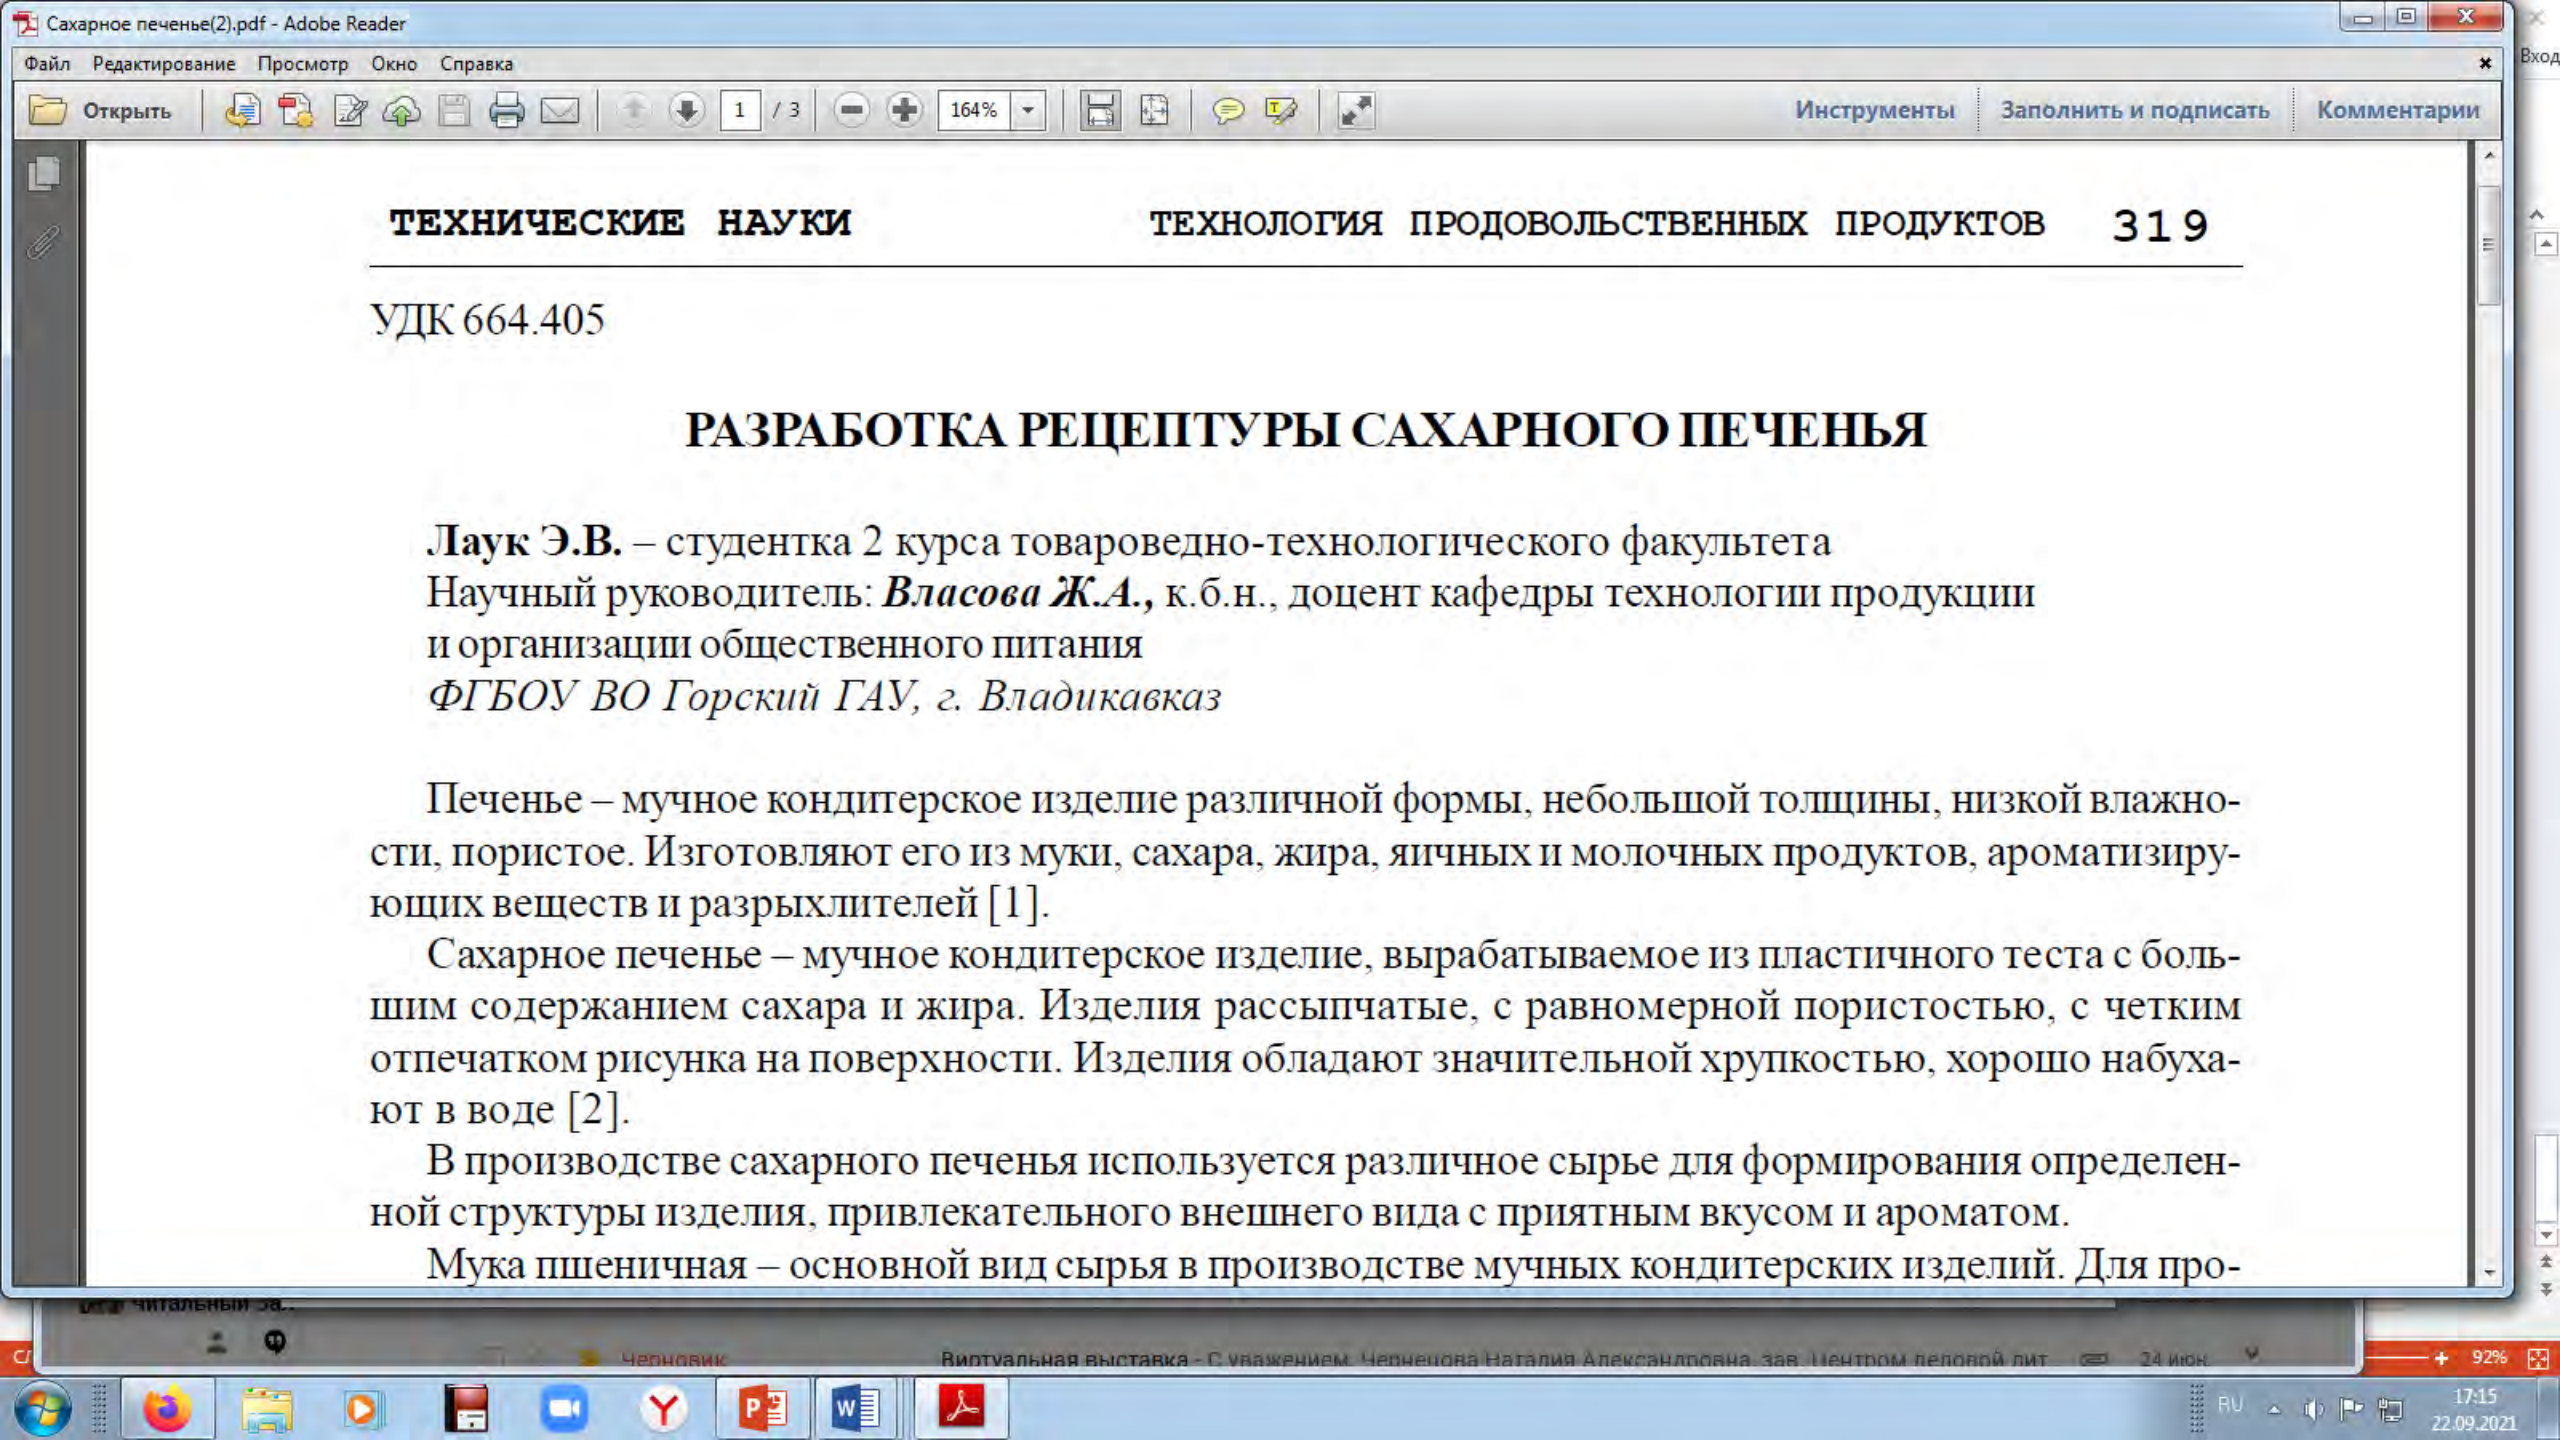 Сахарное печенье(2).pdf - Adobe Reader
Файл Редактирование Просмотр Окно Справка
Вход
Открыть 1 / 3 164% Инструменты Заполнить и подписать Комментарии
ТЕХНИЧЕСКИЕ НАУКИ ТЕХНОЛОГИЯ ПРОДОВОЛЬСТВЕННЫХ ПРОДУКТОВ 319
УДК 664.405
РАЗРАБОТКА РЕЦЕПТУРЫ САХАРНОГО ПЕЧЕНЬЯ
Лаук Э.В. – студентка 2 курса товароведно-технологического факультета
Научный руководитель: Власова Ж.А., к.б.н., доцент кафедры технологии продукции
и организации общественного питания
ФГБОУ ВО Горский ГАУ, г. Владикавказ
Печенье – мучное кондитерское изделие различной формы, небольшой толщины, низкой влажно-
сти, пористое. Изготовляют его из муки, сахара, жира, яичных и молочных продуктов, ароматизиру-
ющих веществ и разрыхлителей [1].
Сахарное печенье – мучное кондитерское изделие, вырабатываемое из пластичного теста с боль-
шим содержанием сахара и жира. Изделия рассыпчатые, с равномерной пористостью, с четким
отпечатком рисунка на поверхности. Изделия обладают значительной хрупкостью, хорошо набуха-
ют в воде [2].
В производстве сахарного печенья используется различное сырье для формирования определен-
ной структуры изделия, привлекательного внешнего вида с приятным вкусом и ароматом.
Мука пшеничная – основной вид сырья в производстве мучных кондитерских изделий. Для про-
читальный за..
Черновик Виртуальная выставка - С уважением, Чернецова Наталия Александровна, зав. Центром деловой лит 24 июн.
92%
RU 17:15
22.09.2021